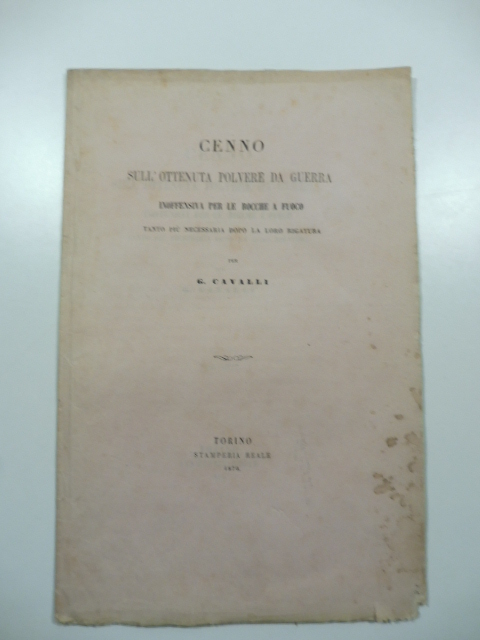 CENNO
SULL'OTTENUTA POLVERE DA GUERRA
INOFFENSIVA PER LE BOCCHE A FUOCO
TANTO PIÙ NECESSARIA DOPO LA LORO RIGATURA
PER
G. CAVALLI
TORINO
STAMPERIA REALE